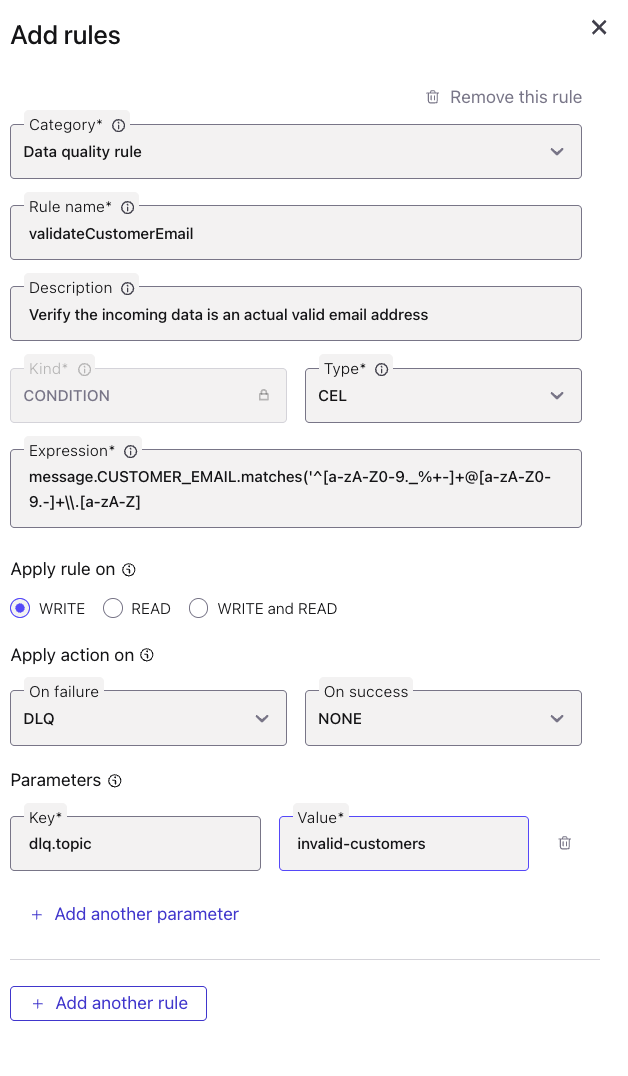 Add rules
Remove this rule
Category*
Data quality rule
Rule name*
validateCustomerEmail
Description
Verify the incoming data is an actual valid email address
Kind*
CONDITION
Type*
CEL
Expression*
message.CUSTOMER_EMAIL.matches('^[a-zA-Z0-9._%+-]+@[a-zA-Z0-
9.-]+\\.[a-zA-Z]
Apply rule on
WRITE READ WRITE and READ
Apply action on
On failure
DLQ
On success
NONE
Parameters
Key*
dlq.topic
Value*
invalid-customers
+ Add another parameter
+ Add another rule